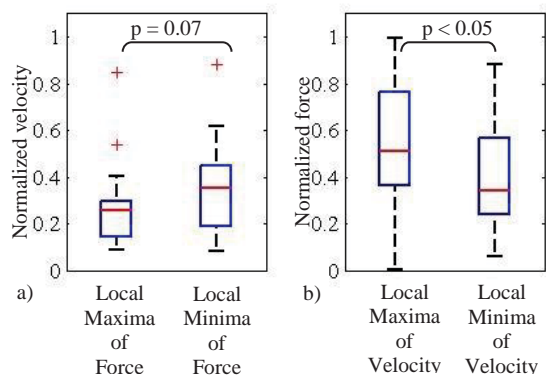 p = 0.07
p < 0.05
Normalized velocity
1
0.8
0.6
0.4
0.2
0
Normalized force
1
0.8
0.6
0.4
0.2
0
a)
Local
Maxima
of
Force
Local
Minima
of
Force
b)
Local
Maxima
of
Velocity
Local
Minima
of
Velocity